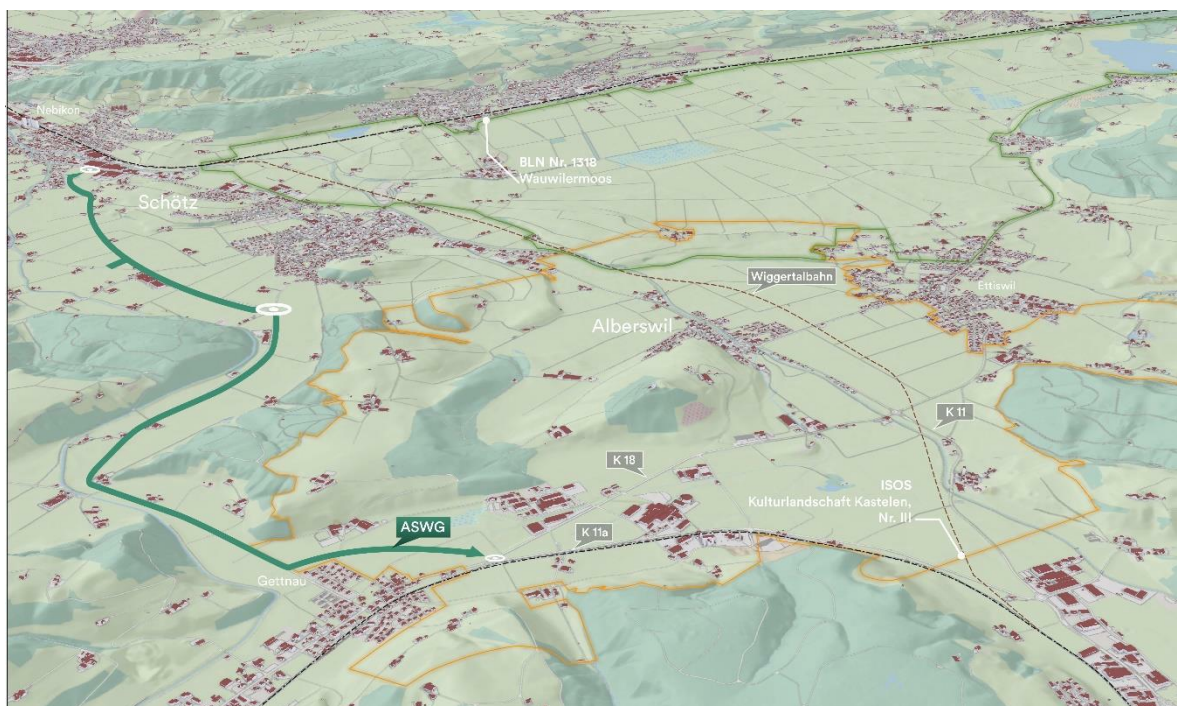 Nebikon
BLN Nr. 1318
Wauwilermoos
Schötz
Wiggertalbahn
Ettiswil
Alberswil
K 11
K 18
ISOS
Kulturlandschaft Kastelen,
Nr. III
ASWG
K 11a
Gettnau